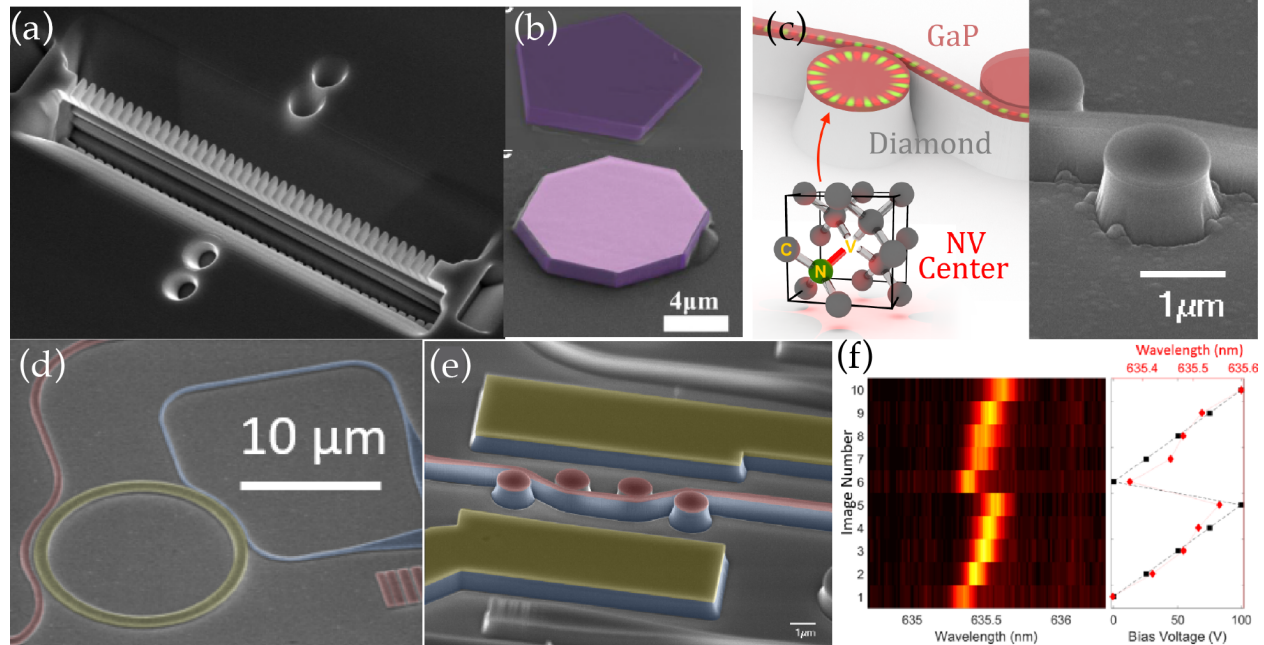 (a)
(b)
4μm
(c)
GaP
Diamond
C
V
N
NV
Center
1μm
(d)
10 μm
(e)
1μm
(f)
Wavelength (nm)
635.4 635.5 635.6
Image Number
10
9
8
7
6
5
4
3
2
1
635 635.5 636
Wavelength (nm)
0 50 100
Bias Voltage (V)